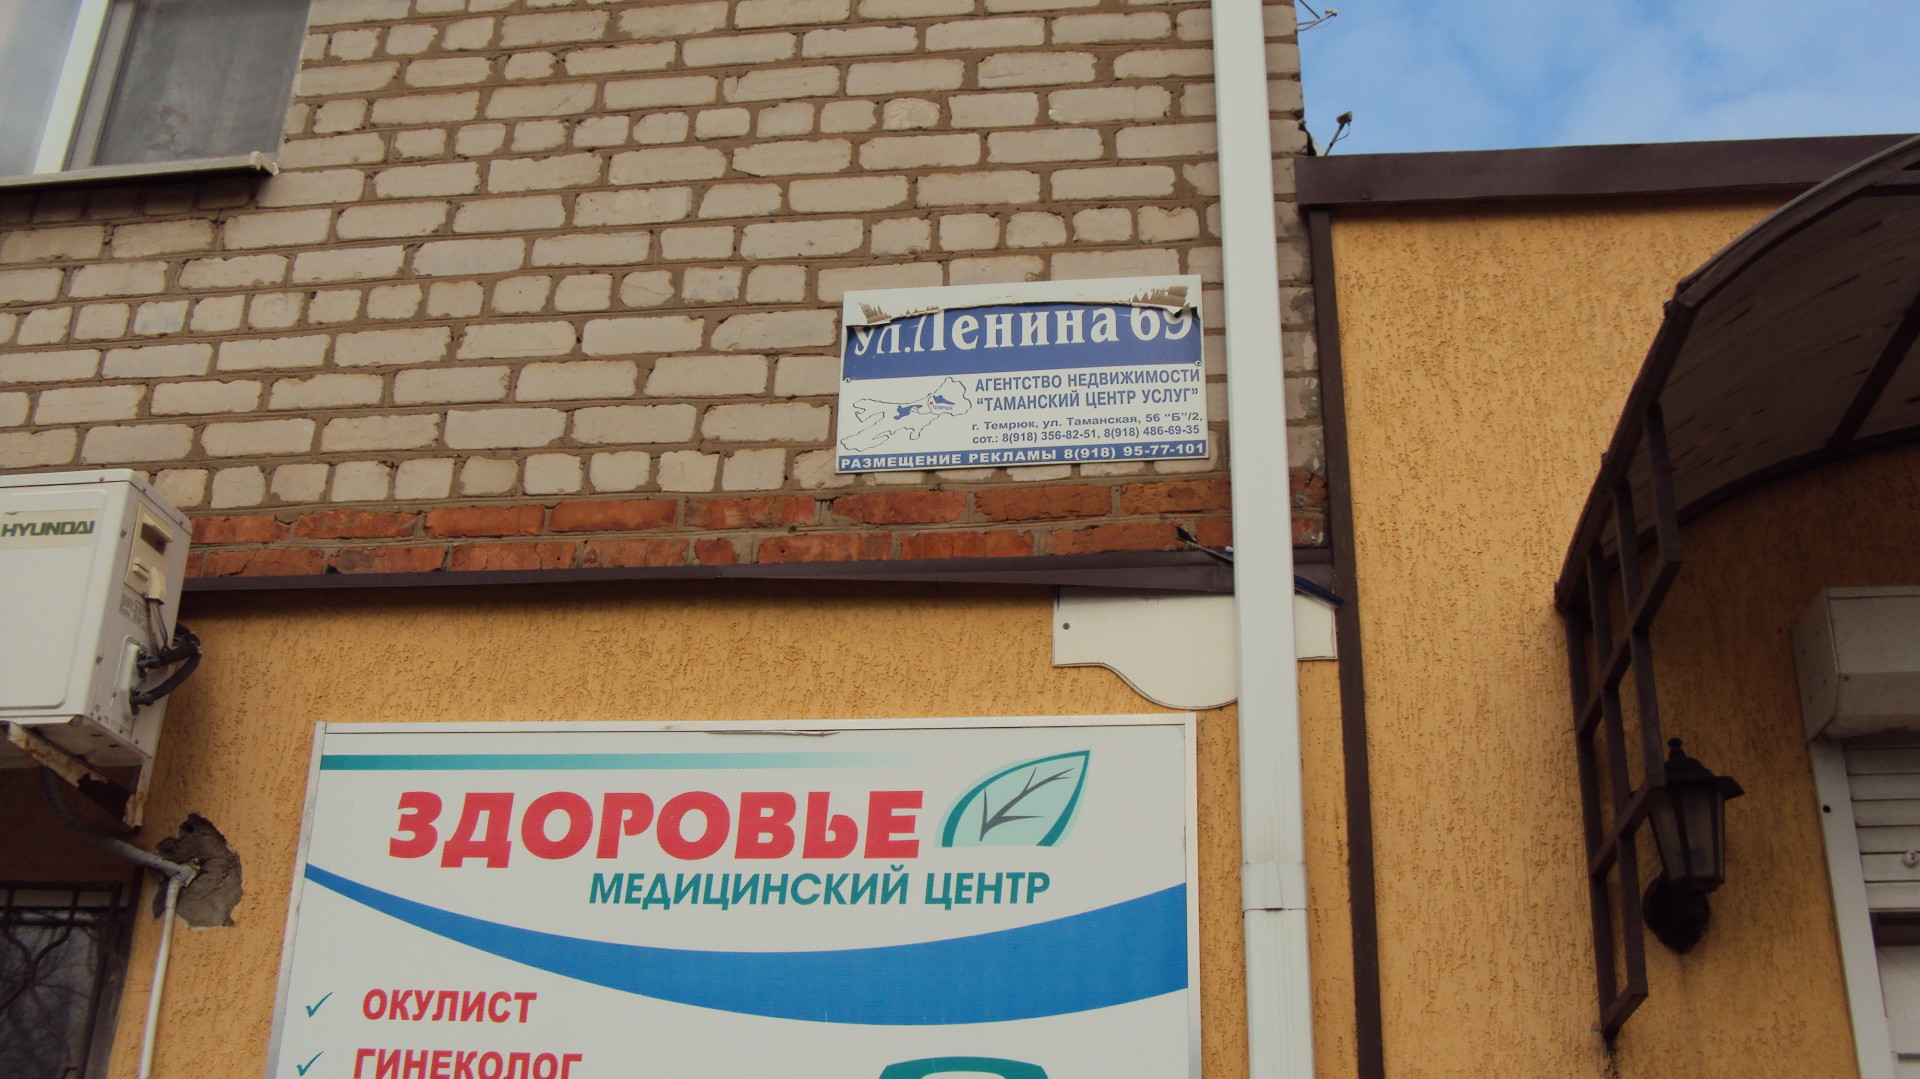 ул.Ленина 69
АГЕНТСТВО НЕДВИЖИМОСТИ
"ТАМАНСКИЙ ЦЕНТР УСЛУГ"
ТЕМРЮК
г. Темрюк, ул. Таманская, 56 "Б"/2,
сот.: 8(918) 356-82-51, 8(918) 486-69-35
РАЗМЕЩЕНИЕ РЕКЛАМЫ 8(918) 95-77-101
HYUNDAI
ЗДОРОВЬЕ
МЕДИЦИНСКИЙ ЦЕНТР
✓ ОКУЛИСТ
✓ ГИНЕКОЛОГ